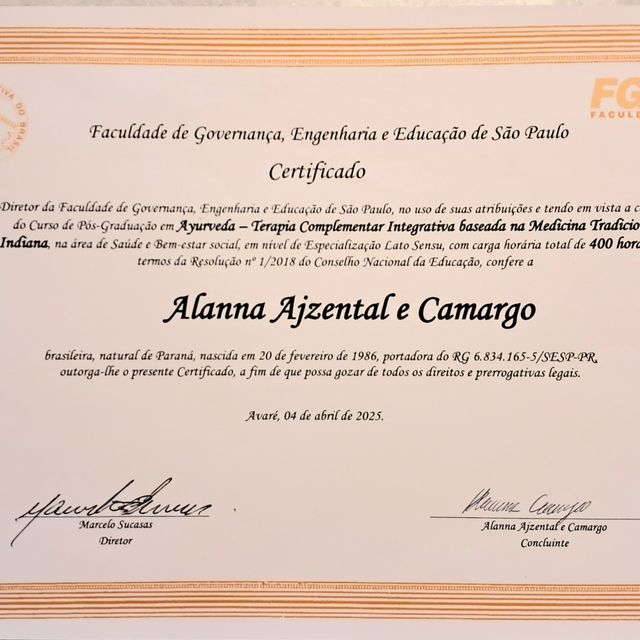 FG
FACULD
IVA DO BRASIL
Faculdade de Governança, Engenharia e Educação de São Paulo
Certificado
Diretor da Faculdade de Governança, Engenharia e Educação de São Paulo, no uso de suas atribuições e tendo em vista a c
do Curso de Pós-Graduação em Ayurveda – Terapia Complementar Integrativa baseada na Medicina Tradicio
Indiana, na área de Saúde e Bem-estar social, em nível de Especialização Lato Sensu, com carga horária total de 400 hora
termos da Resolução nº 1/2018 do Conselho Nacional da Educação, confere a
Alanna Ajzental e Camargo
brasileira, natural de Paraná, nascida em 20 de fevereiro de 1986, portadora do RG 6.834.165-5/SESP-PR,
outorga-lhe o presente Certificado, a fim de que possa gozar de todos os direitos e prerrogativas legais.
Avaré, 04 de abril de 2025.
Marcelo Sucasas
Diretor
Alanna Ajzental e Camargo
Concluinte